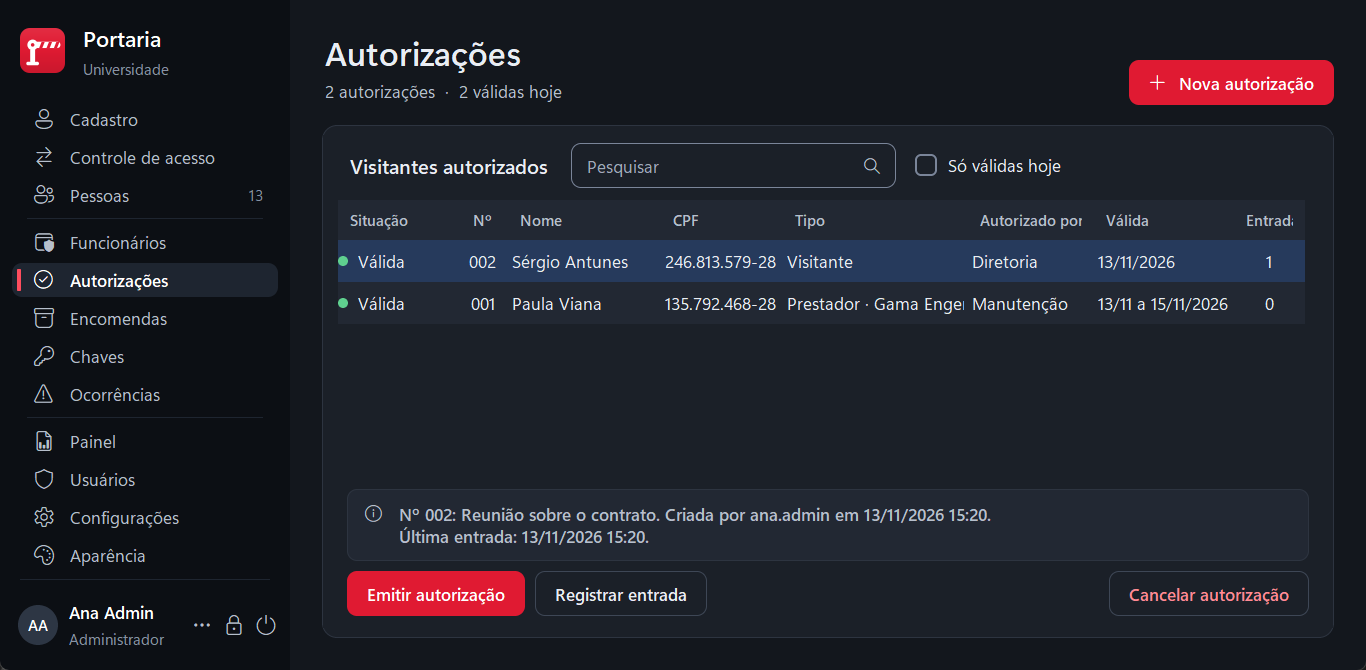 Portaria
Universidade
Cadastro
Controle de acesso
Pessoas 13
Funcionários
Autorizações
Encomendas
Chaves
Ocorrências
Painel
Usuários
Configurações
Aparência
AA
Ana Admin
Administrador
Autorizações
2 autorizações · 2 válidas hoje
+ Nova autorização
Visitantes autorizados
Pesquisar
Só válidas hoje
Situação Nº Nome CPF Tipo Autorizado por Válida Entrada
Válida 002 Sérgio Antunes 246.813.579-28 Visitante Diretoria 13/11/2026 1
Válida 001 Paula Viana 135.792.468-28 Prestador · Gama Enger Manutenção 13/11 a 15/11/2026 0
Nº 002: Reunião sobre o contrato. Criada por ana.admin em 13/11/2026 15:20.
Última entrada: 13/11/2026 15:20.
Emitir autorização
Registrar entrada
Cancelar autorização